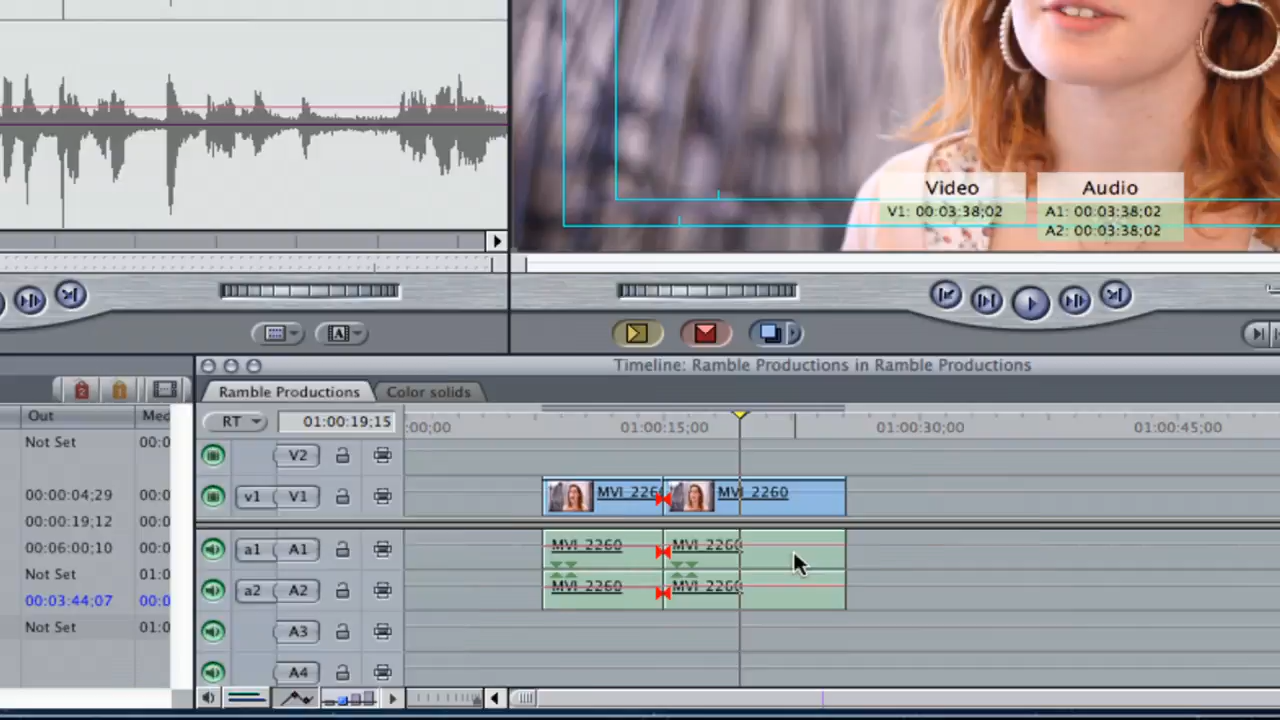 Video
V1: 00:03:38;02
Audio
A1: 00:03:38;02
A2: 00:03:38;02
A
Timeline: Ramble Productions in Ramble Productions
2
1
Ramble Productions
Color solids
Out
Med
RT
01:00:19;15
:00;00
01:00:15;00
01:00:30;00
01:00:45;00
Not Set
00:0
V2
v1
V1
MVI_226
MVI_2260
00:00:04;29
00:0
00:00:19;12
00:0
00:06:00;10
00:0
Not Set
01:0
00:03:44;07
00:0
Not Set
01:0
a1
A1
MVI_2260
MVI_2260
a2
A2
MVI_2260
MVI_2260
A3
A4